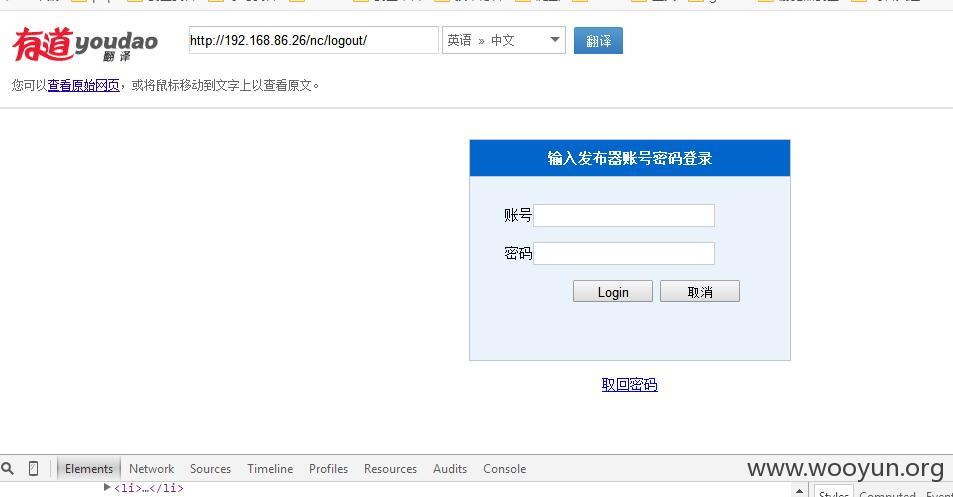 有道 youdao 翻译
http://192.168.86.26/nc/logout/
英语 » 中文
翻译
您可以查看原始网页，或将鼠标移动到文字上以查看原文。
输入发布器账号密码登录
账号
密码
Login 取消
取回密码
Elements Network Sources Timeline Profiles Resources Audits Console
www.wooyun.org
<li>…</li>
Styles Computed